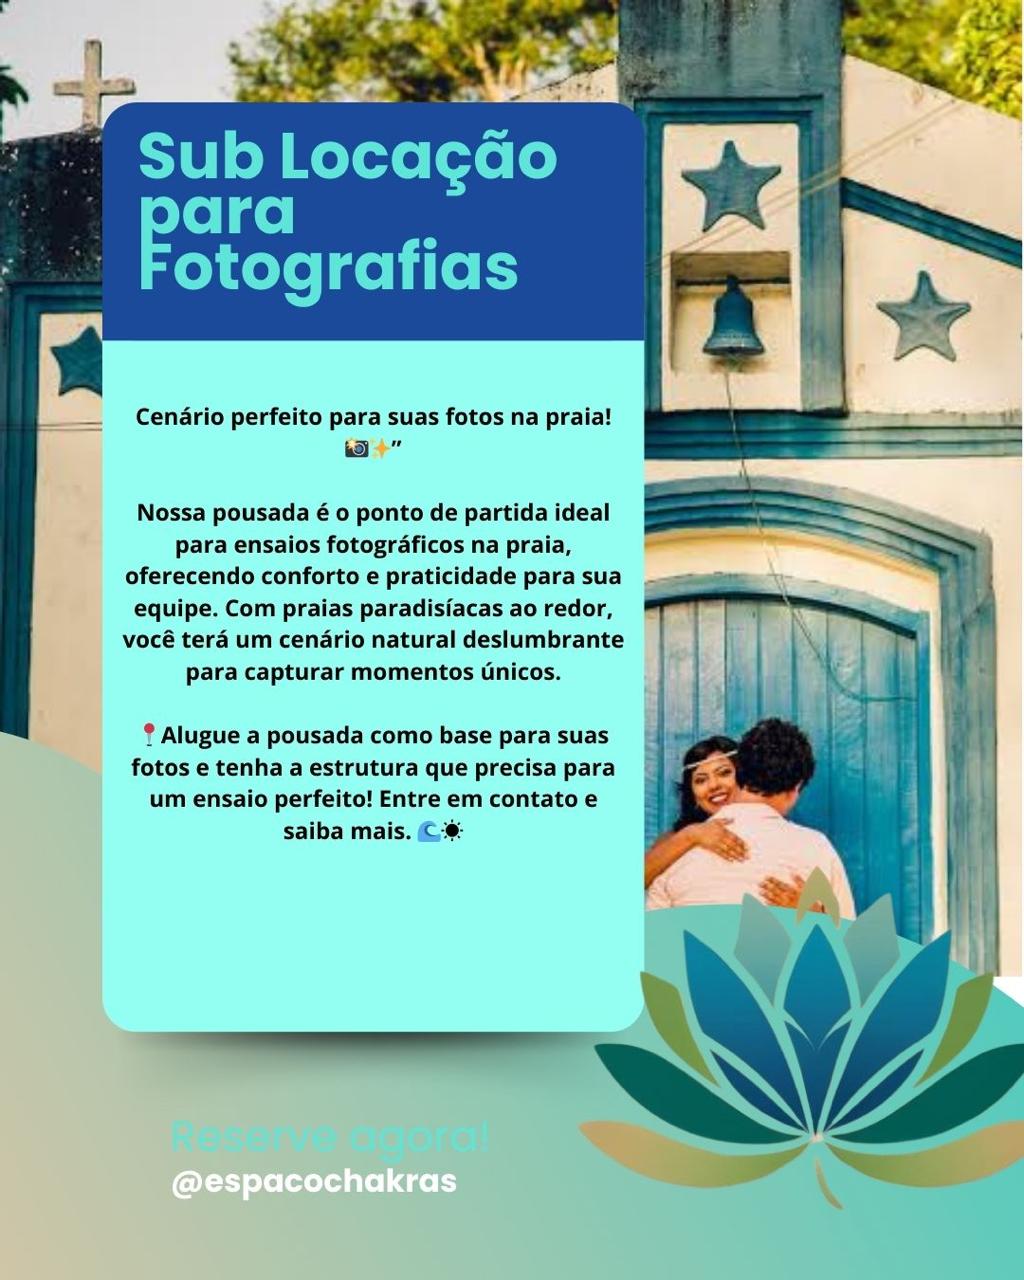 Sub Locação
para
Fotografias
Cenário perfeito para suas fotos na praia!
📸✨”
Nossa pousada é o ponto de partida ideal
para ensaios fotográficos na praia,
oferecendo conforto e praticidade para sua
equipe. Com praias paradisíacas ao redor,
você terá um cenário natural deslumbrante
para capturar momentos únicos.
📍Alugue a pousada como base para suas
fotos e tenha a estrutura que precisa para
um ensaio perfeito! Entre em contato e
saiba mais. 🌊☀
Reserve agora!
@espacochakras